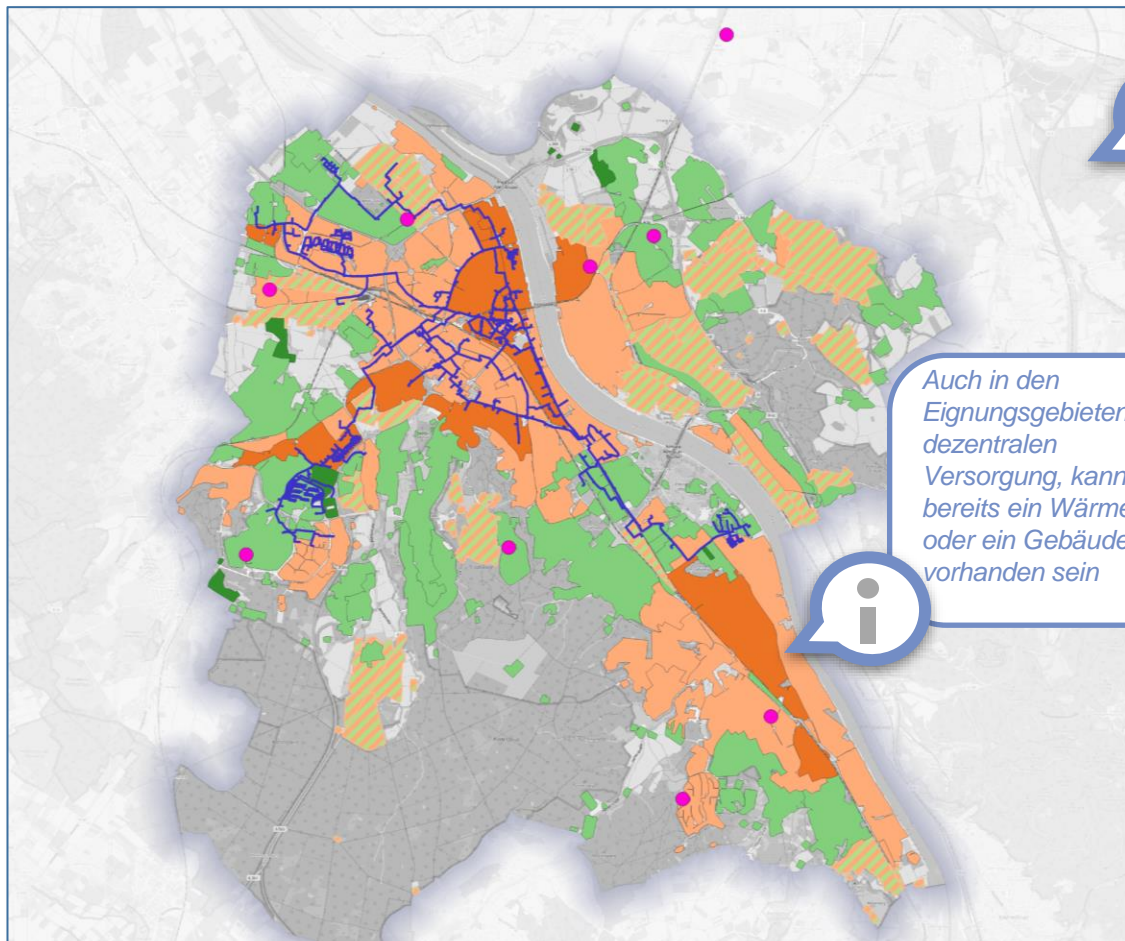 Auch in den
Eignungsgebieten
dezentralen
Versorgung, kann
bereits ein Wärme
oder ein Gebäude
vorhanden sein
i